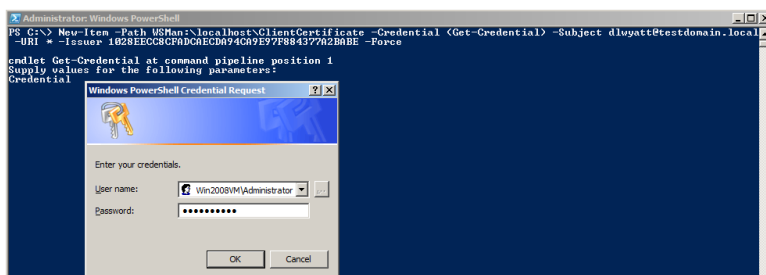 Administrator: Windows PowerShell
PS C:\> New-Item -Path WSMan:\localhost\ClientCertificate -Credential (Get-Credential) -Subject dlwyatt@testdomain.local
-URI * -Issuer 1028EECC8CFADCAECDA94CA9E97F884377A2BABE -Force
cmdlet Get-Credential at command pipeline position 1
Supply values for the following parameters:
Credential
Windows PowerShell Credential Request
Enter your credentials.
User name:
Win2008VM\Administrator
...
Password:
••••••••••
OK
Cancel